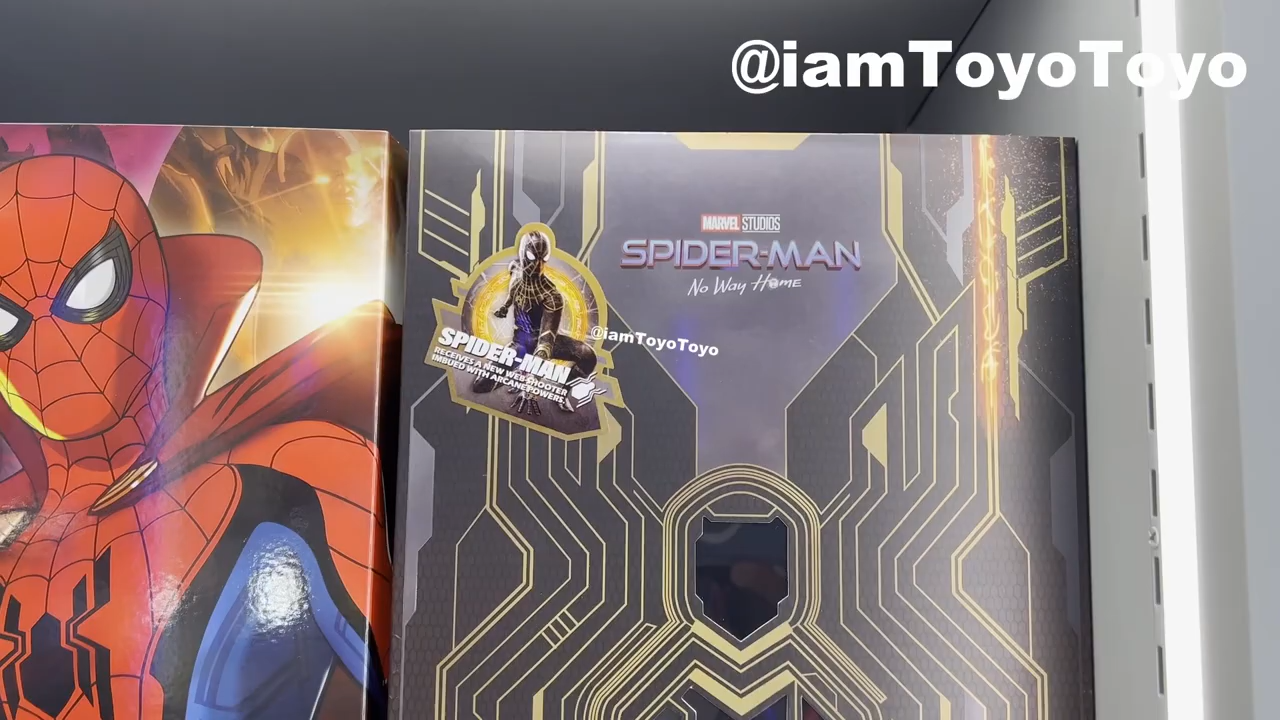 @iamToyoToyo
MARVEL STUDIOS
SPIDER-MAN
No Way Home
@iamToyoToyo
SPIDER-MAN
RECEIVES A NEW WEB-SHOOTER
IMBUED WITH ARCANE POWERS.